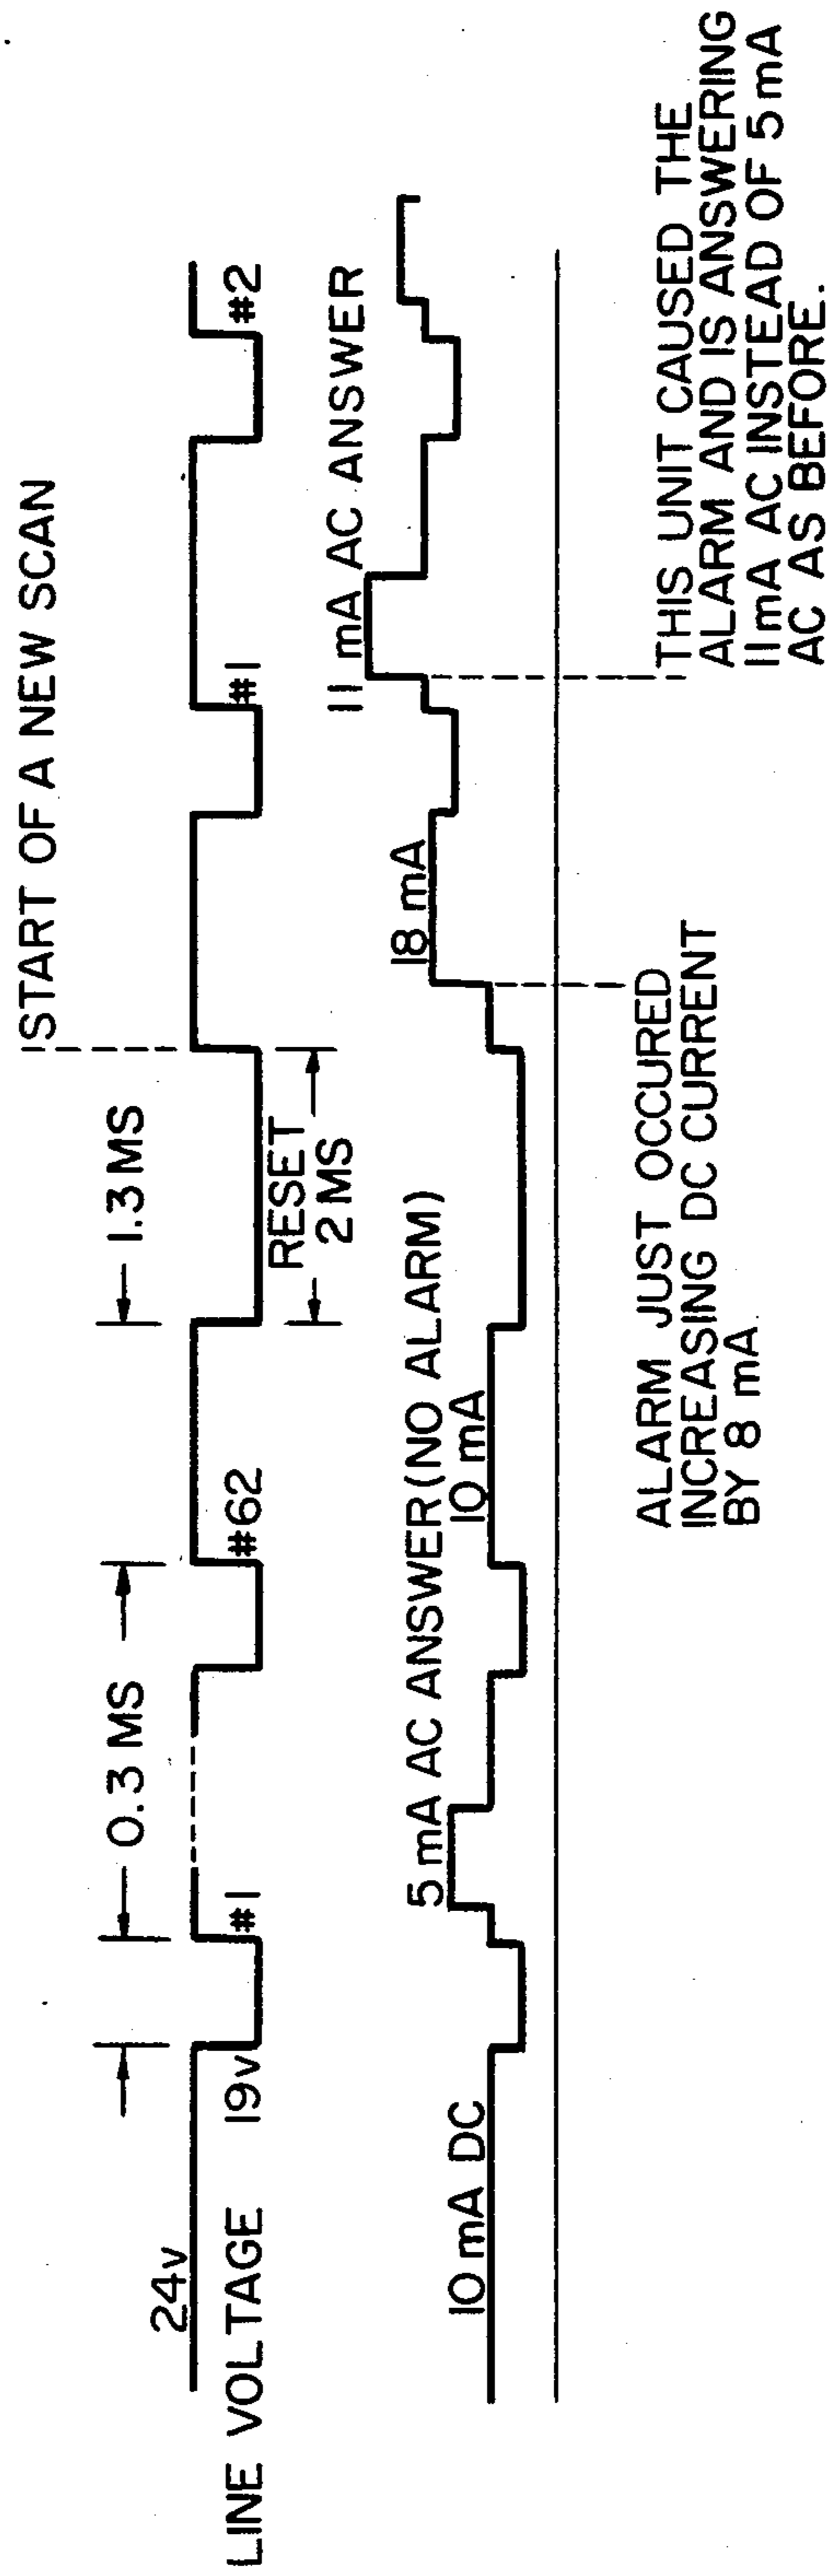 START OF A NEW SCAN
0.3 MS
1.3 MS
24v
LINE VOLTAGE 19v
#1
#62
RESET
2 MS
#1
#2
10 mA DC
5 mA AC ANSWER (NO ALARM)
10 mA
18 mA
11 mA AC ANSWER
ALARM JUST OCCURED
INCREASING DC CURRENT
BY 8 mA
THIS UNIT CAUSED THE
ALARM AND IS ANSWERING
11 mA AC INSTEAD OF 5 mA
AC AS BEFORE.